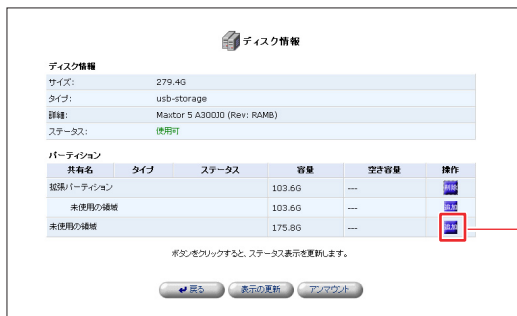 ディスク情報
ディスク情報
サイズ: 279.4G
タイプ: usb-storage
詳細: Maxtor 5 A300J0 (Rev: RAMB)
ステータス: 使用可
パーティション
共有名 タイプ ステータス 容量 空き容量 操作
拡張パーティション 103.6G --- 削除
未使用の領域 103.6G --- 追加
未使用の領域 175.8G --- 追加
ボタンをクリックすると、ステータス表示を更新します。
戻る 表示の更新 アンマウント